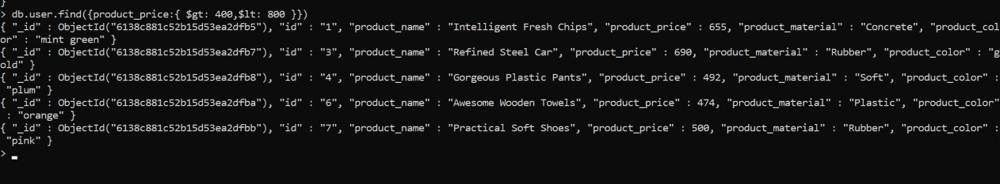 }
> db.user.find({product_price:{ $gt: 400,$lt: 800 }})
{ "_id" : ObjectId("6138c881c52b15d53ea2dfb5"), "id" : "1", "product_name" : "Intelligent Fresh Chips", "product_price" : 655, "product_material" : "Concrete", "product_col
or" : "mint green" }
{ "_id" : ObjectId("6138c881c52b15d53ea2dfb7"), "id" : "3", "product_name" : "Refined Steel Car", "product_price" : 690, "product_material" : "Rubber", "product_color" : "g
old" }
{ "_id" : ObjectId("6138c881c52b15d53ea2dfb8"), "id" : "4", "product_name" : "Gorgeous Plastic Pants", "product_price" : 492, "product_material" : "Soft", "product_color" :
"plum" }
{ "_id" : ObjectId("6138c881c52b15d53ea2dfba"), "id" : "6", "product_name" : "Awesome Wooden Towels", "product_price" : 474, "product_material" : "Plastic", "product_color"
: "orange" }
{ "_id" : ObjectId("6138c881c52b15d53ea2dfbb"), "id" : "7", "product_name" : "Practical Soft Shoes", "product_price" : 500, "product_material" : "Rubber", "product_color" :
"pink" }
>